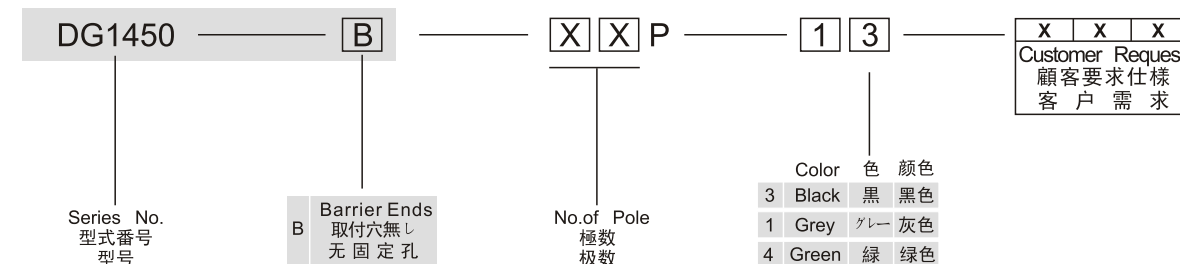 DG1450 B X X P 1 3 X X X
Customer Reques
顧客要求仕様
客户需求
Series No.
型式番号
型号
B
Barrier Ends
取付穴無し
无固定孔
No.of Pole
極数
极数
Color 色 颜色
3 Black 黒 黑色
1 Grey グレー 灰色
4 Green 緑 绿色